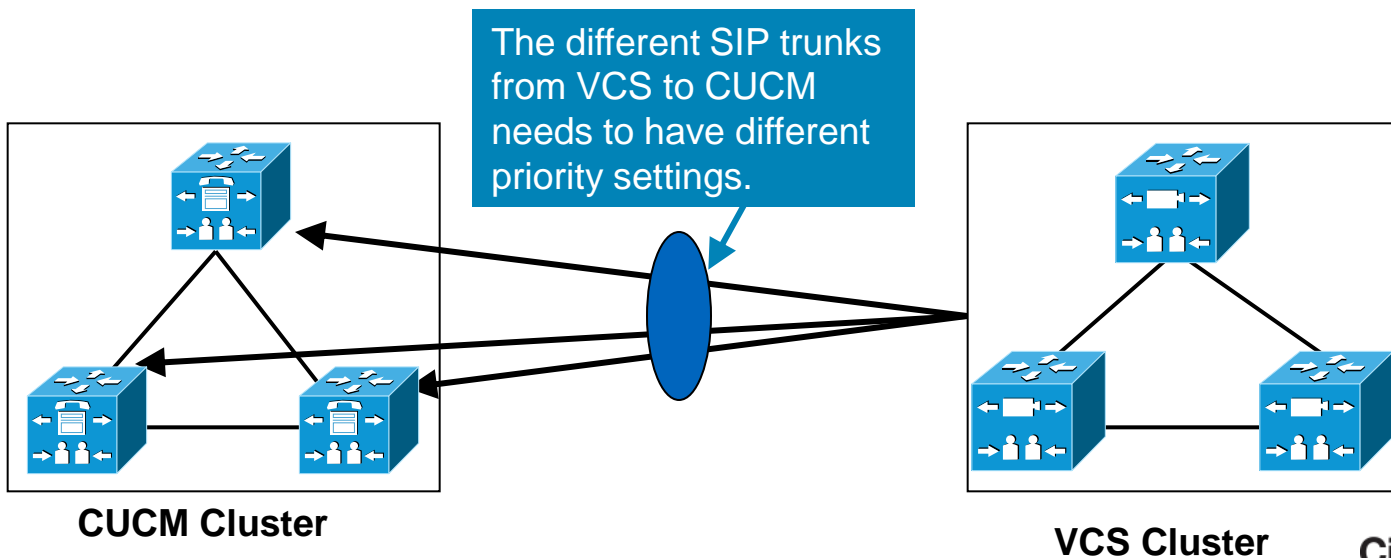 The different SIP trunks
from VCS to CUCM
needs to have different
priority settings.
CUCM Cluster
VCS Cluster